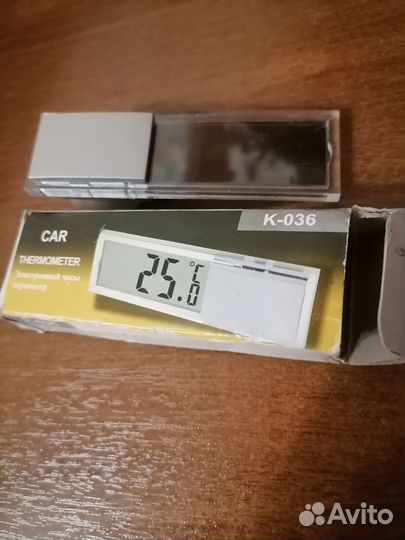 K-036
CAR
THERMOMETER
Электронные часы
термометр
25.0°C
Avito